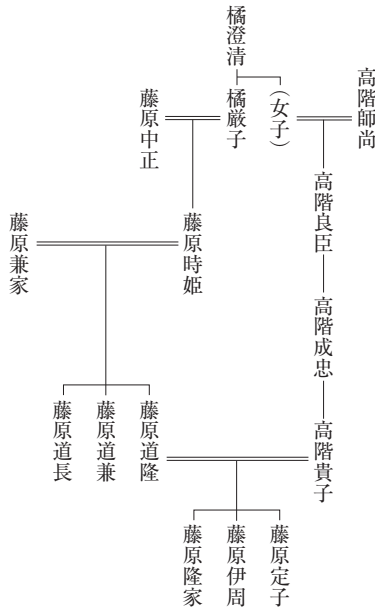 高階師尚
橘澄清
（女子）
橘厳子
藤原中正
高階良臣
藤原時姫
藤原兼家
高階成忠
高階貴子
藤原道隆
藤原道兼
藤原道長
藤原定子
藤原伊周
藤原隆家